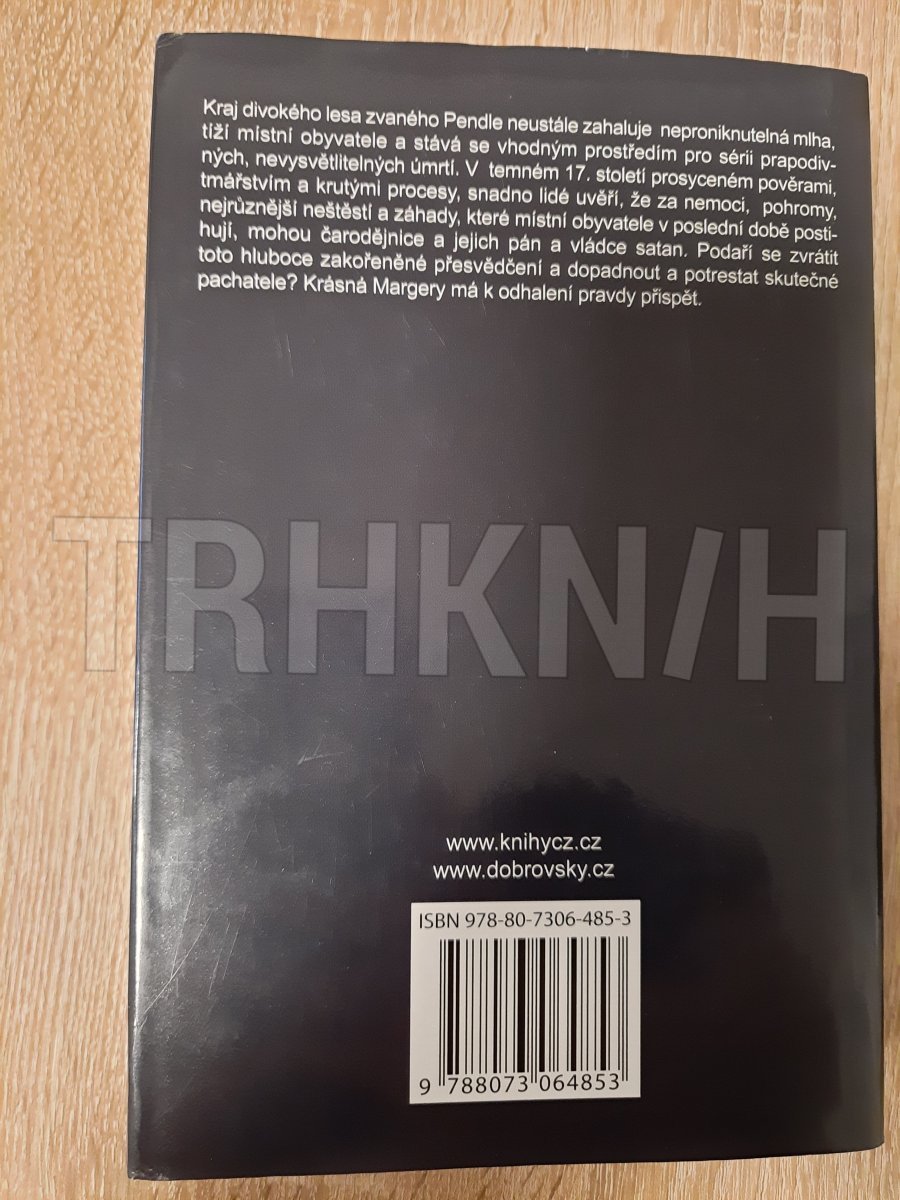 Kraj divokého lesa zvaného Pendle neustále zahaluje neproniknutelná mlha,
tíží místní obyvatele a stává se vhodným prostředím pro sérii prapodiv-
ných, nevysvětlitelných úmrtí. V temném 17. století prosyceném pověrami,
tmářstvím a krutými procesy, snadno lidé uvěří, že za nemoci, pohromy,
nejrůznější neštěstí a záhady, které místní obyvatele v poslední době posti-
hují, mohou čarodějnice a jejich pán a vládce satan. Podaří se zvrátit
toto hluboce zakořeněné přesvědčení a dopadnout a potrestat skutečné
pachatele? Krásná Margery má k odhalení pravdy přispět.
TRHKNIH
www.knihycz.cz
www.dobrovsky.cz
ISBN 978-80-7306-485-3
9 788073 064853